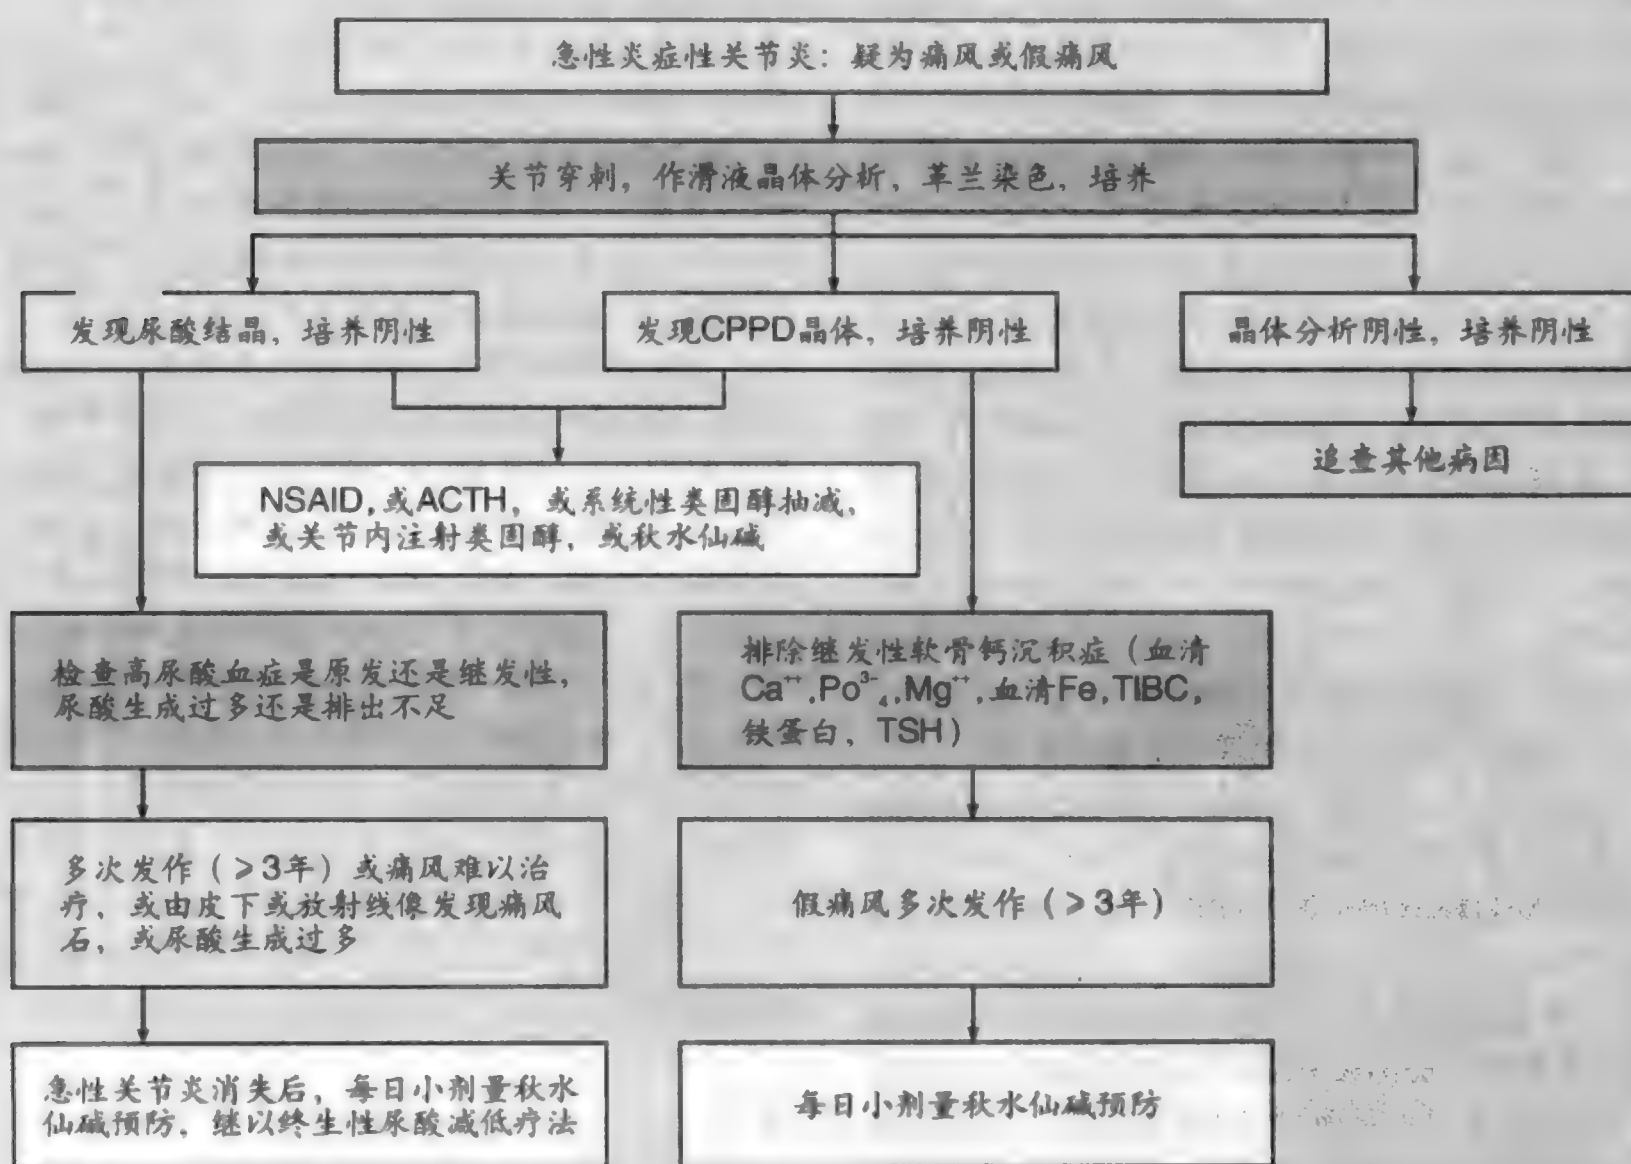 急性炎症性关节炎：疑为痛风或假痛风
关节穿刺，作滑液晶体分析，革兰染色，培养
发现尿酸结晶，培养阴性
发现CPPD晶体，培养阴性
晶体分析阴性，培养阴性
追查其他病因
NSAID,或ACTH，或系统性类固醇抽减，
或关节内注射类固醇，或秋水仙碱
检查高尿酸血症是原发还是继发性，
尿酸生成过多还是排出不足
排除继发性软骨钙沉积症（血清
Ca⁺⁺,Po³⁻₄,Mg⁺⁺,血清Fe,TIBC,
铁蛋白，TSH）
多次发作（≥3年）或痛风难以治
疗，或由皮下或放射线像发现痛风
石，或尿酸生成过多
假痛风多次发作（≥3年）
急性关节炎消失后，每日小剂量秋水
仙碱预防，继以终生性尿酸减低疗法
每日小剂量秋水仙碱预防